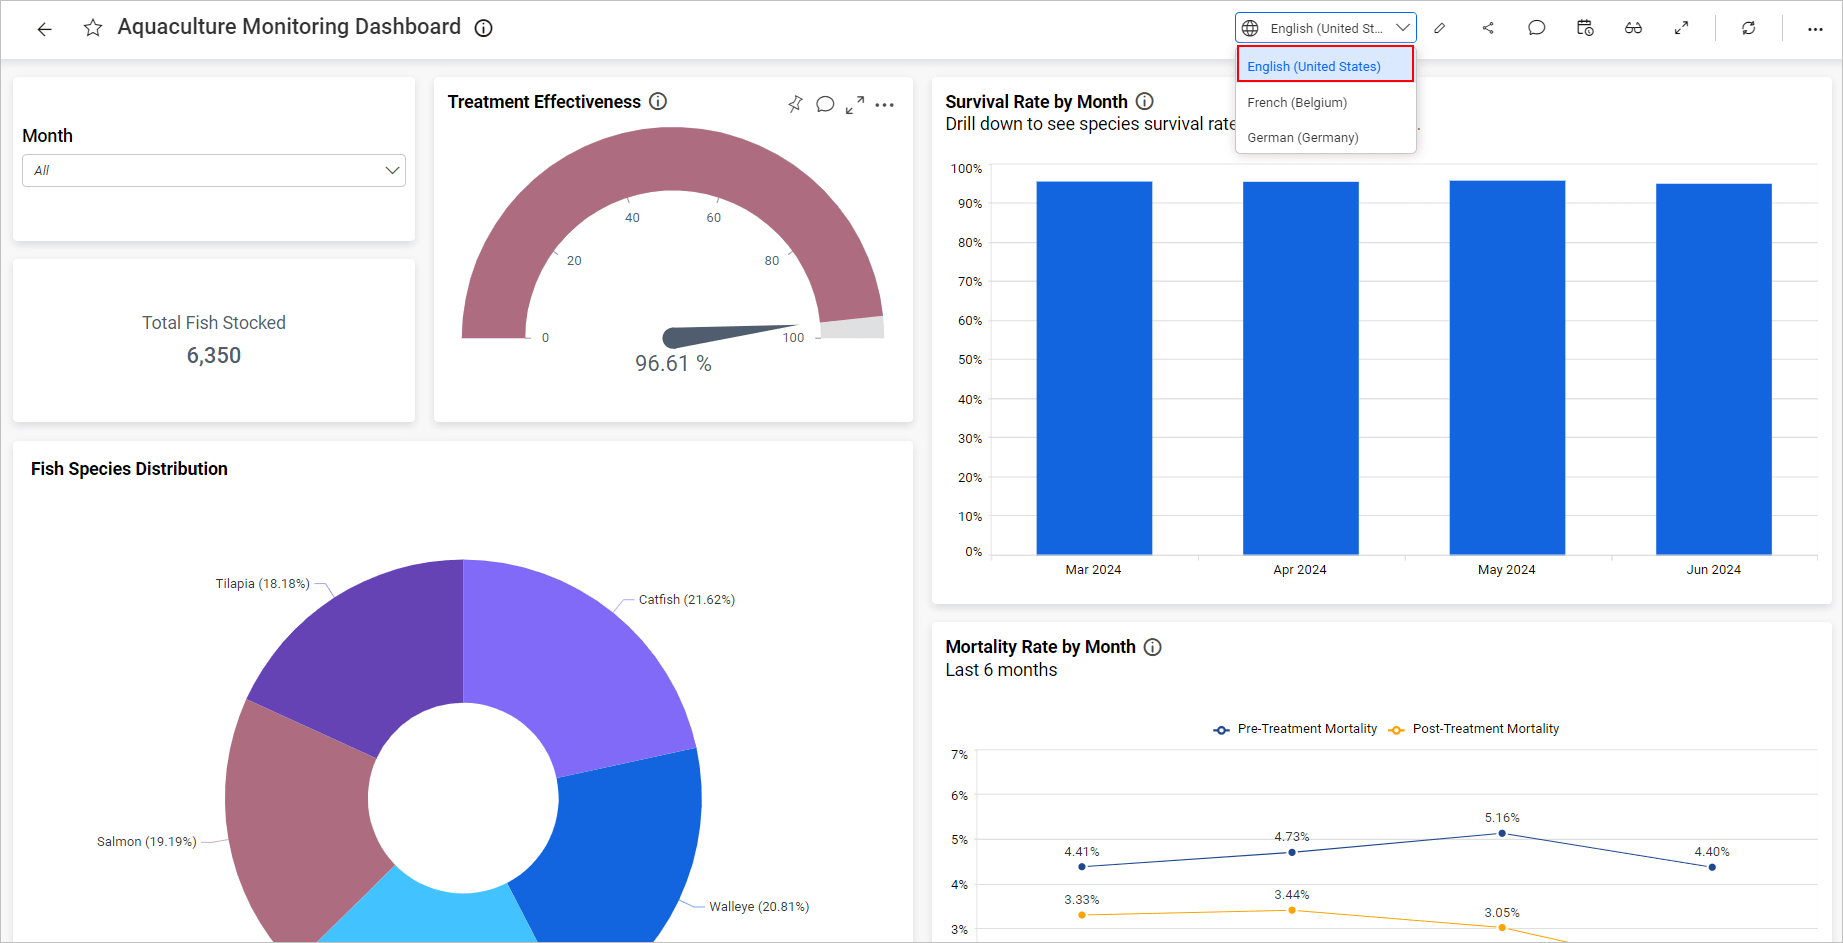 Aquaculture Monitoring Dashboard
English (United St...
English (United States)
French (Belgium)
German (Germany)
Month
All
Total Fish Stocked
6,350
Treatment Effectiveness
0
20
40
60
80
100
96.61 %
Survival Rate by Month
Drill down to see species survival rate
100%
90%
80%
70%
60%
50%
40%
30%
20%
10%
0%
Mar 2024
Apr 2024
May 2024
Jun 2024
Fish Species Distribution
Tilapia (18.18%)
Catfish (21.62%)
Salmon (19.19%)
Walleye (20.81%)
Mortality Rate by Month
Last 6 months
Pre-Treatment Mortality
Post-Treatment Mortality
7%
6%
5%
4%
3%
4.41%
4.73%
5.16%
4.40%
3.33%
3.44%
3.05%